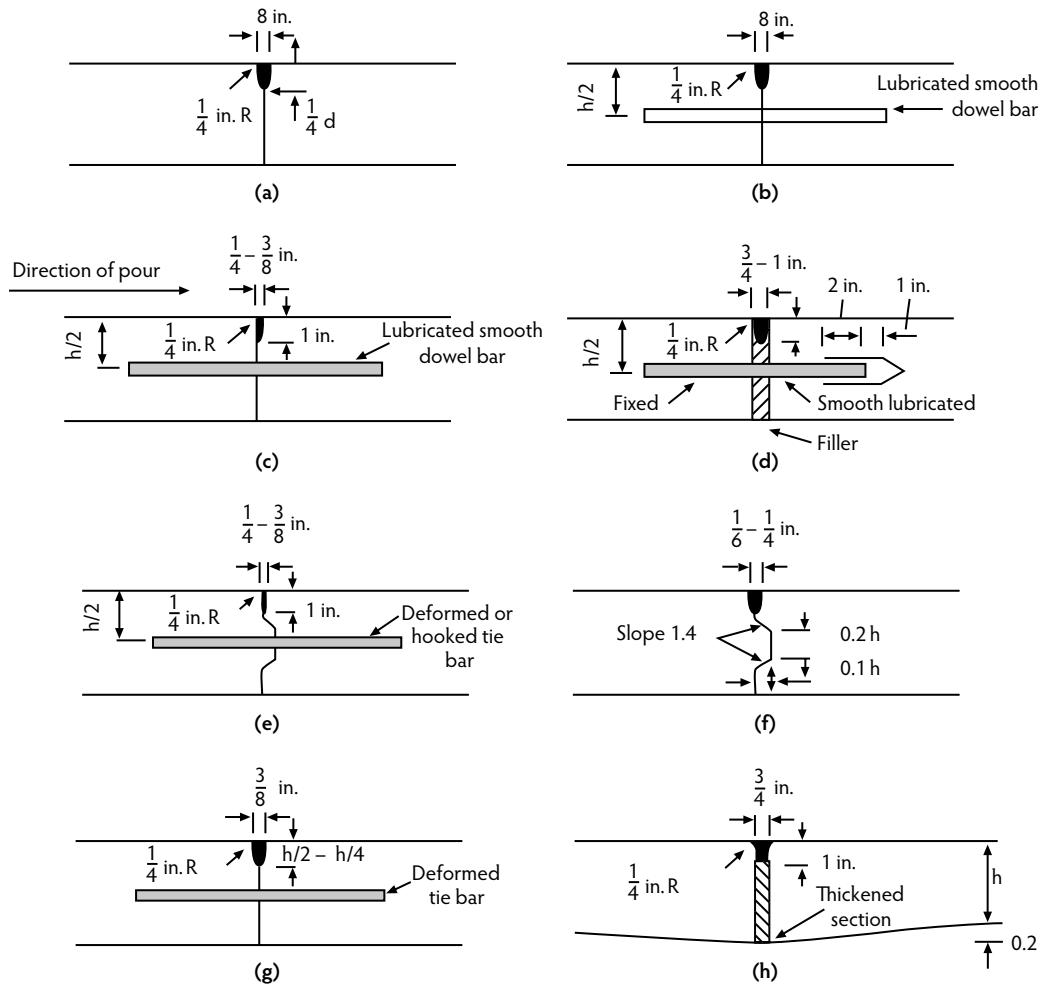 8 in.
1/4 in. R
1/4 d
(a)
8 in.
h/2
1/4 in. R
Lubricated smooth
dowel bar
(b)
Direction of pour
1/4 – 3/8 in.
h/2
1/4 in. R
1 in.
Lubricated smooth
dowel bar
(c)
3/4 – 1 in.
2 in.
1 in.
h/2
1/4 in. R
Fixed
Smooth lubricated
Filler
(d)
1/4 – 3/8 in.
h/2
1/4 in. R
1 in.
Deformed or
hooked tie
bar
(e)
1/6 – 1/4 in.
Slope 1.4
0.2 h
0.1 h
(f)
3/8 in.
1/4 in. R
h/2 – h/4
Deformed
tie bar
(g)
3/4 in.
1/4 in. R
1 in.
h
Thickened
section
0.2
(h)